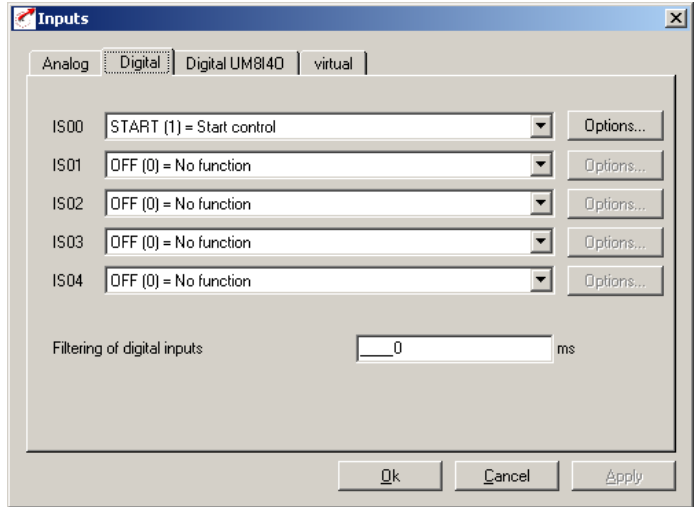 Inputs
Analog Digital Digital UM8I4O virtual
IS00 START (1) = Start control Options...
IS01 OFF (0) = No function Options...
IS02 OFF (0) = No function Options...
IS03 OFF (0) = No function Options...
IS04 OFF (0) = No function Options...
Filtering of digital inputs ____0 ms
Ok Cancel Apply